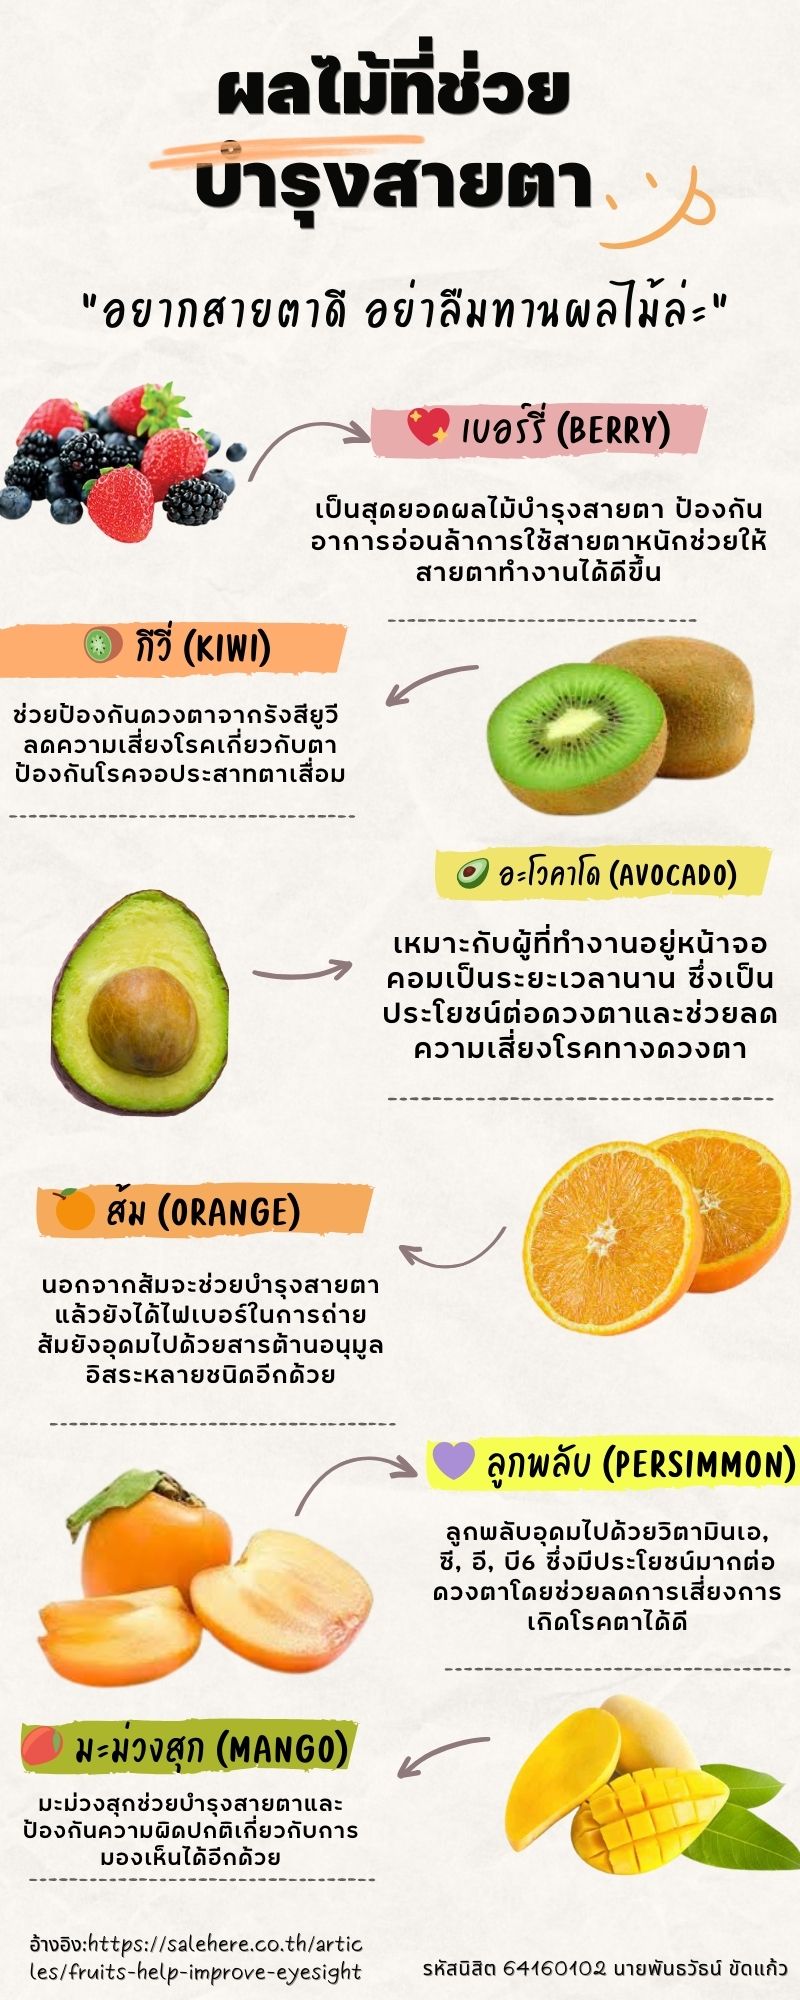 ผลไม้ที่ช่วย
บำรุงสายตา
"อยากสายตาดี อย่าลืมทานผลไม้ล่ะ"
เบอร์รี่ (BERRY)
เป็นสุดยอดผลไม้บำรุงสายตา ป้องกัน
อาการอ่อนล้าการใช้สายตาหนักช่วยให้
สายตาทำงานได้ดีขึ้น
กีวี่ (KIWI)
ช่วยป้องกันดวงตาจากรังสียูวี
ลดความเสี่ยงโรคเกี่ยวกับตา
ป้องกันโรคจอประสาทตาเสื่อม
อะโวคาโด (AVOCADO)
เหมาะกับผู้ที่ทำงานอยู่หน้าจอ
คอมเป็นระยะเวลานาน ซึ่งเป็น
ประโยชน์ต่อดวงตาและช่วยลด
ความเสี่ยงโรคทางดวงตา
ส้ม (ORANGE)
นอกจากส้มจะช่วยบำรุงสายตา
แล้วยังได้ไฟเบอร์ในการถ่าย
ส้มยังอุดมไปด้วยสารต้านอนุมูล
อิสระหลายชนิดอีกด้วย
ลูกพลับ (PERSIMMON)
ลูกพลับอุดมไปด้วยวิตามินเอ,
ซี, อี, บี6 ซึ่งมีประโยชน์มากต่อ
ดวงตาโดยช่วยลดการเสี่ยงการ
เกิดโรคตาได้ดี
มะม่วงสุก (MANGO)
มะม่วงสุกช่วยบำรุงสายตาและ
ป้องกันความผิดปกติเกี่ยวกับการ
มองเห็นได้อีกด้วย
อ้างอิง:https://salehere.co.th/artic
les/fruits-help-improve-eyesight
รหัสนิสิต 64160102 นายพันธวัธน์ ขัดแก้ว